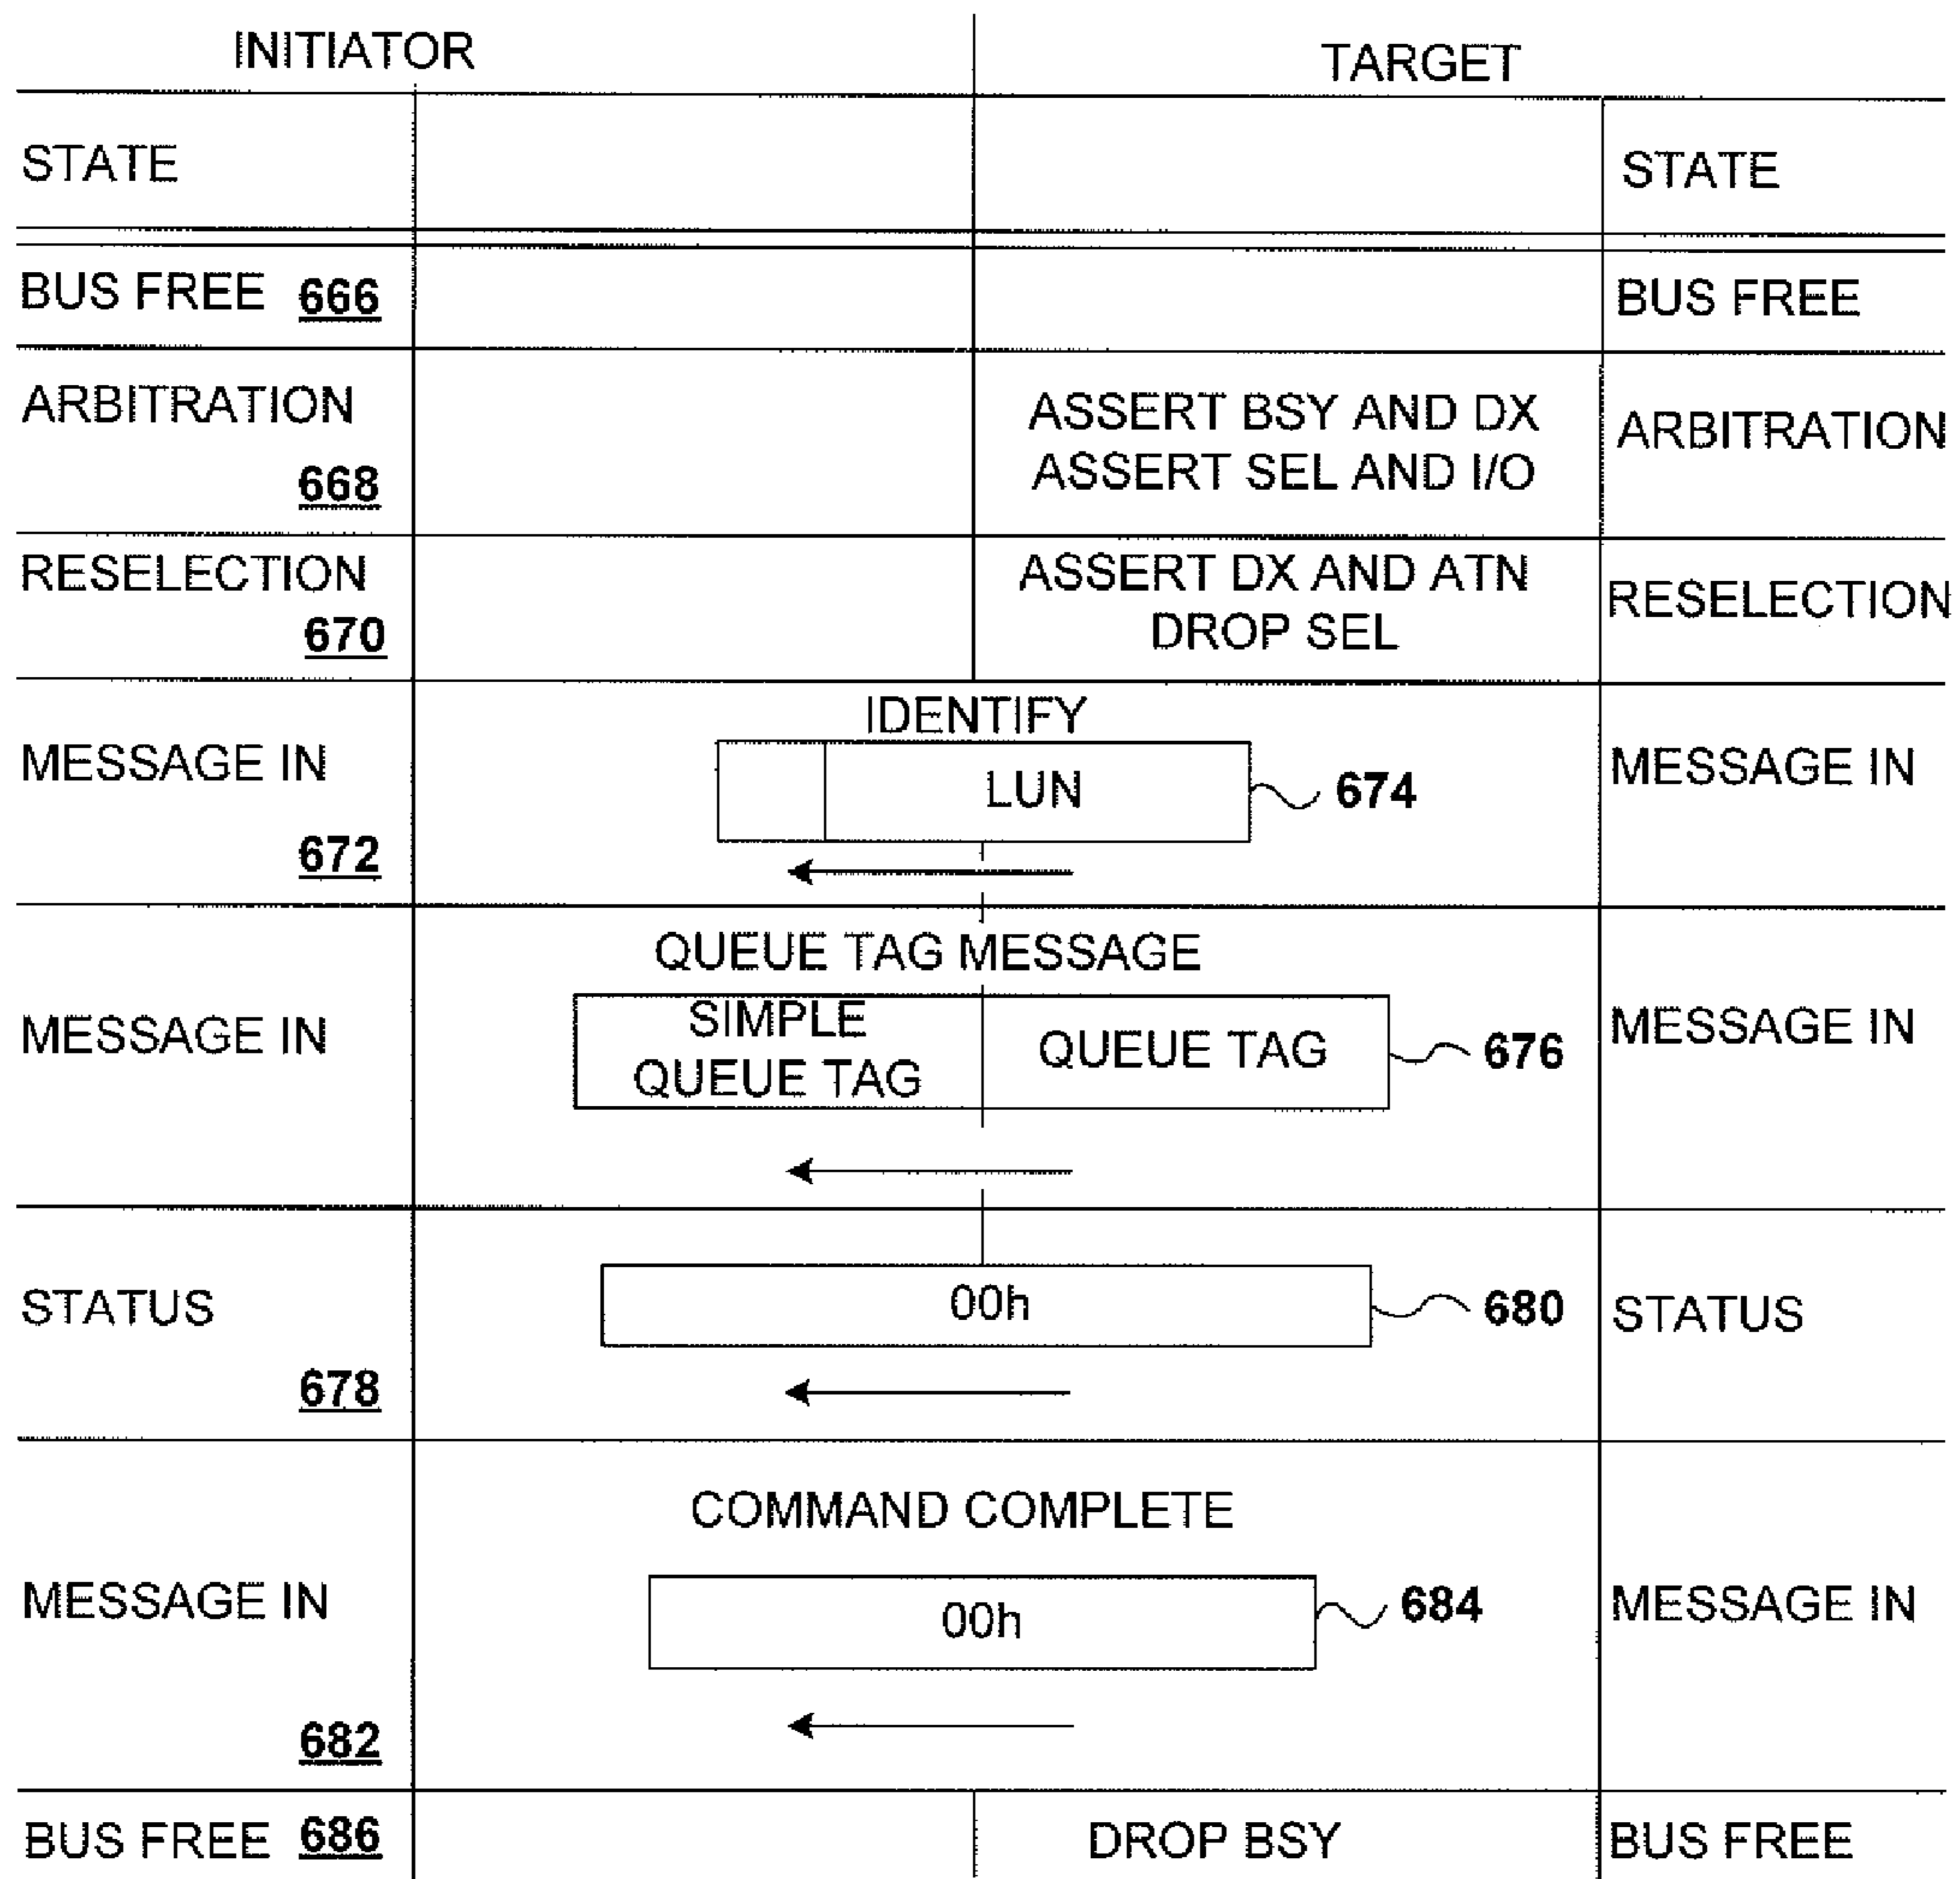 INITIATOR
TARGET
STATE
STATE
BUS FREE 666
BUS FREE
ARBITRATION
668
ASSERT BSY AND DX
ASSERT SEL AND I/O
ARBITRATION
RESELECTION
670
ASSERT DX AND ATN
DROP SEL
RESELECTION
MESSAGE IN
672
IDENTIFY
LUN
674
MESSAGE IN
MESSAGE IN
QUEUE TAG MESSAGE
SIMPLE
QUEUE TAG
QUEUE TAG
676
MESSAGE IN
STATUS
678
00h
680
STATUS
MESSAGE IN
682
COMMAND COMPLETE
00h
684
MESSAGE IN
BUS FREE 686
DROP BSY
BUS FREE